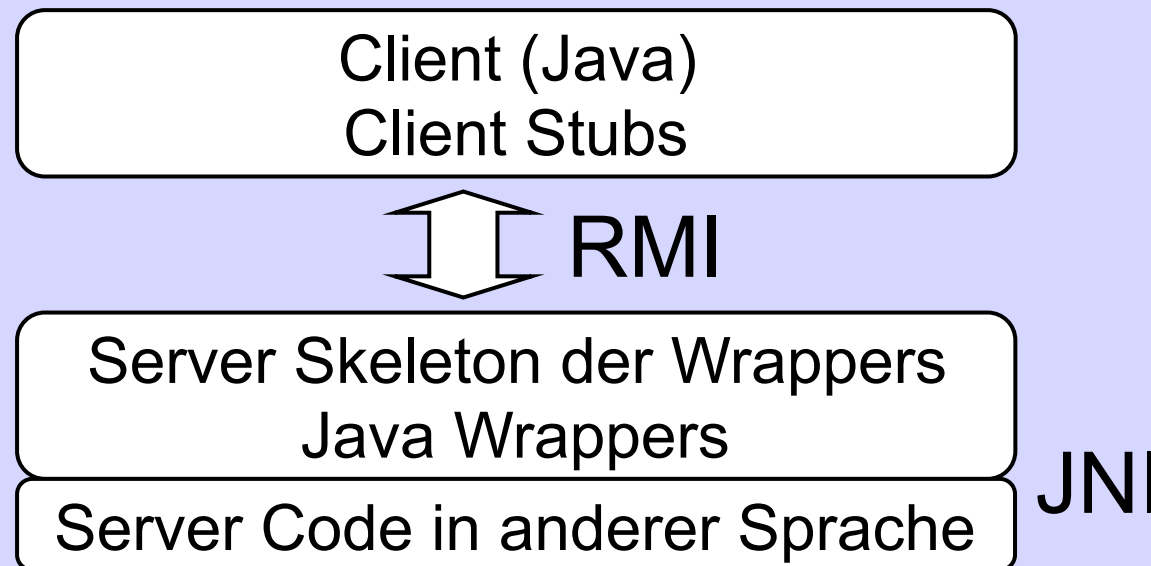 Client (Java)
Client Stubs
RMI
Server Skeleton der Wrappers
Java Wrappers
JNI
Server Code in anderer Sprache